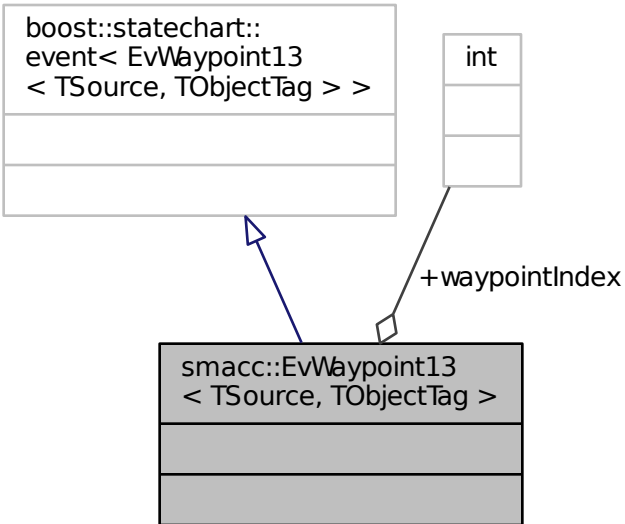 boost::statechart::
event< EvWaypoint13
< TSource, TObjectTag > >
int
+waypointIndex
smacc::EvWaypoint13
< TSource, TObjectTag >